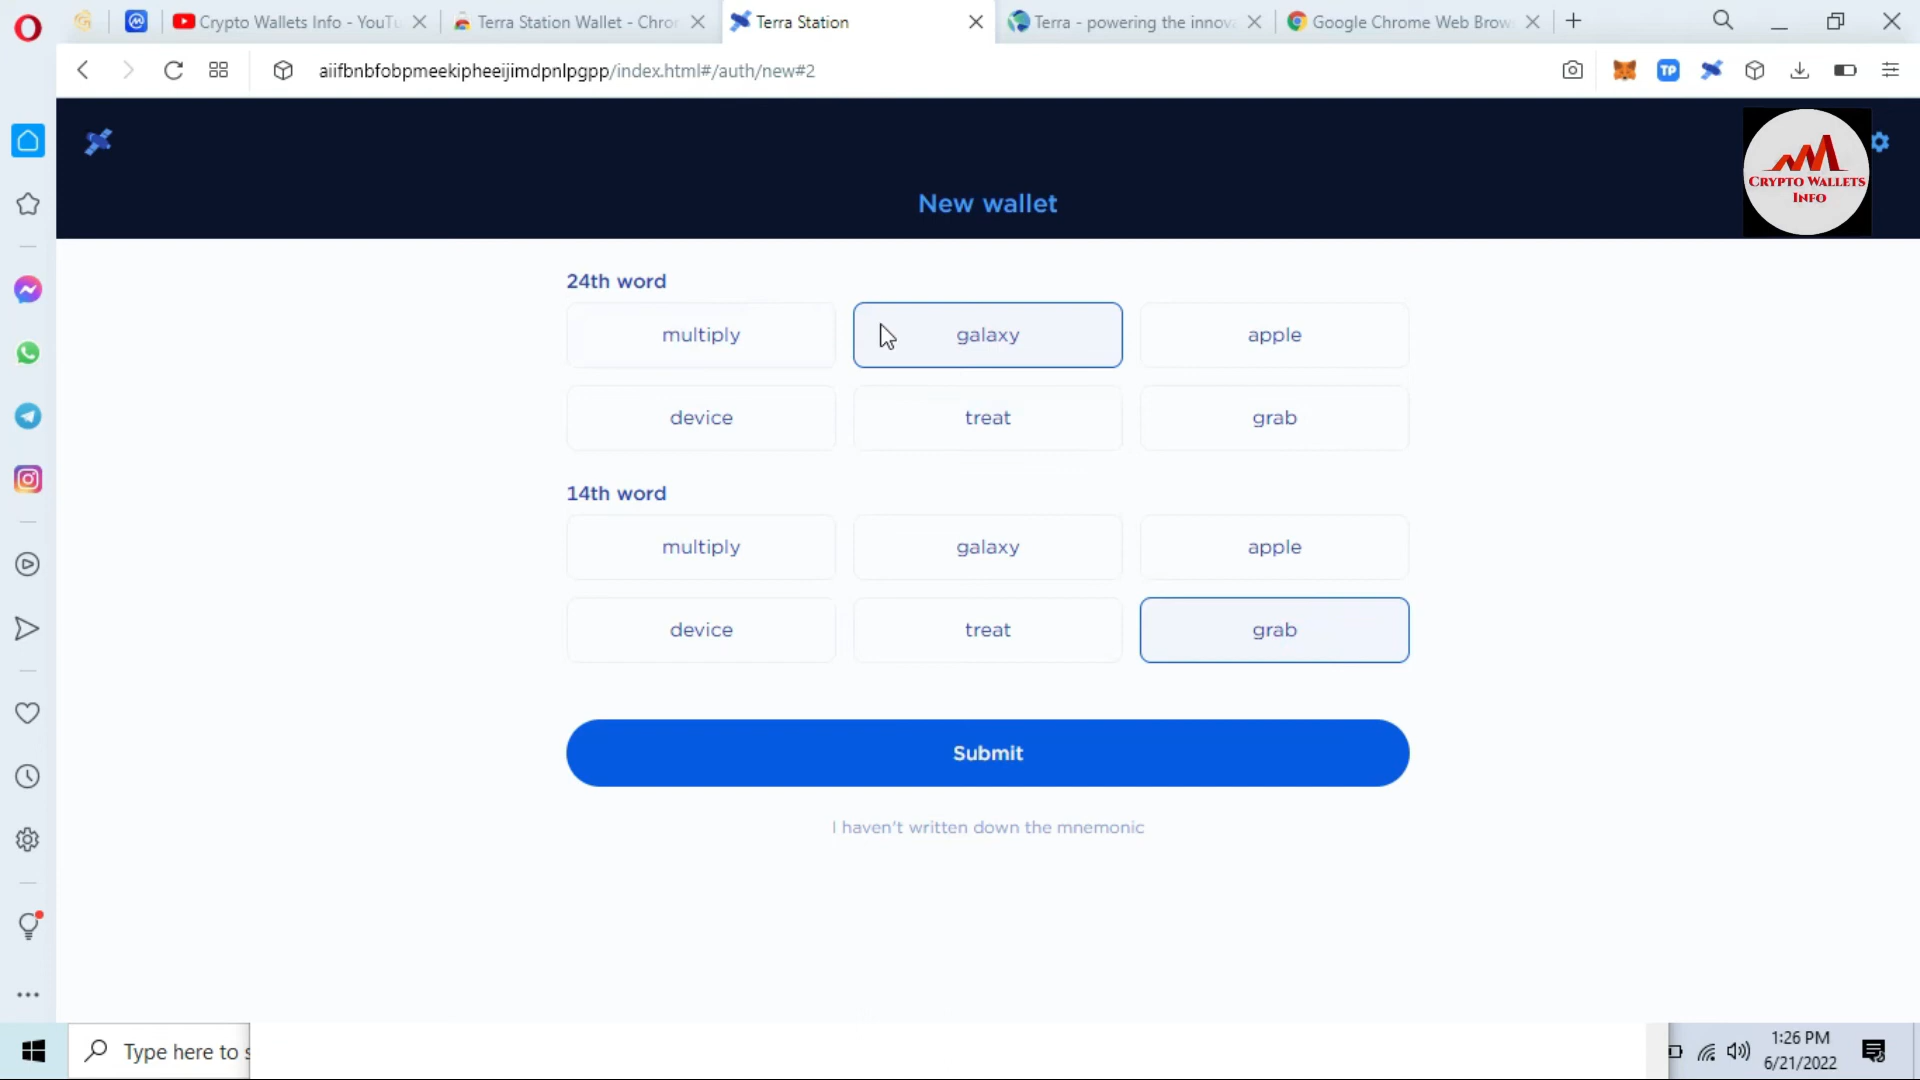 Crypto Wallets Info - YouTu
Terra Station Wallet - Chron
Terra Station
Terra - powering the innova
Google Chrome Web Brow
aiifbnbfobpmeekipheeijimdpnlpgpp/index.html#/auth/new#2
TP
CRYPTO WALLETS
INFO
New wallet
24th word
multiply
galaxy
apple
device
treat
grab
14th word
multiply
galaxy
apple
device
treat
grab
Submit
I haven't written down the mnemonic
Type here to s
1:26 PM
6/21/2022